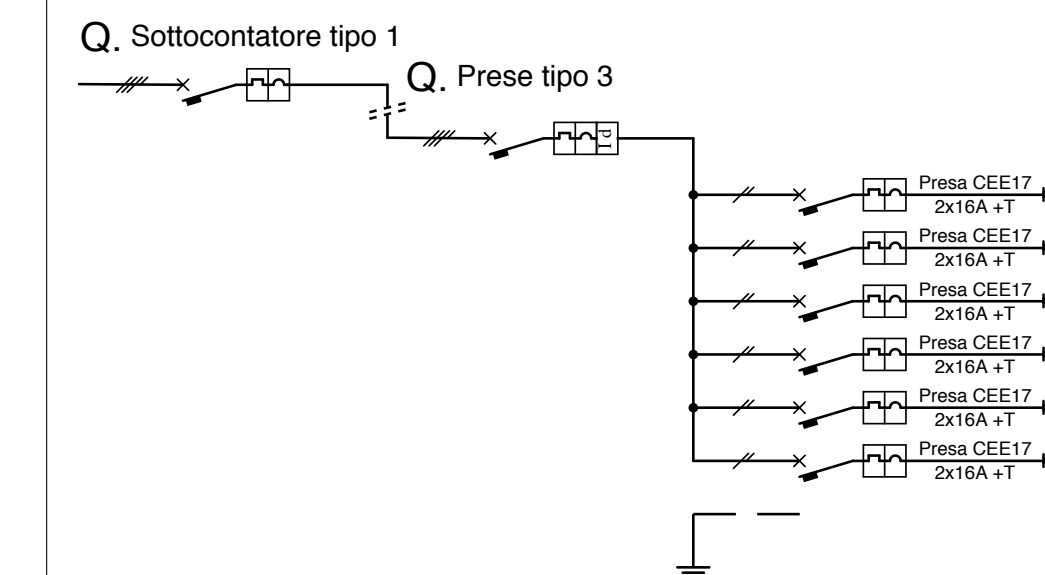 Q. Sottocontatore tipo 1
Q. Prese tipo 3
Id
Presa CEE17
2x16A +T
Presa CEE17
2x16A +T
Presa CEE17
2x16A +T
Presa CEE17
2x16A +T
Presa CEE17
2x16A +T
Presa CEE17
2x16A +T